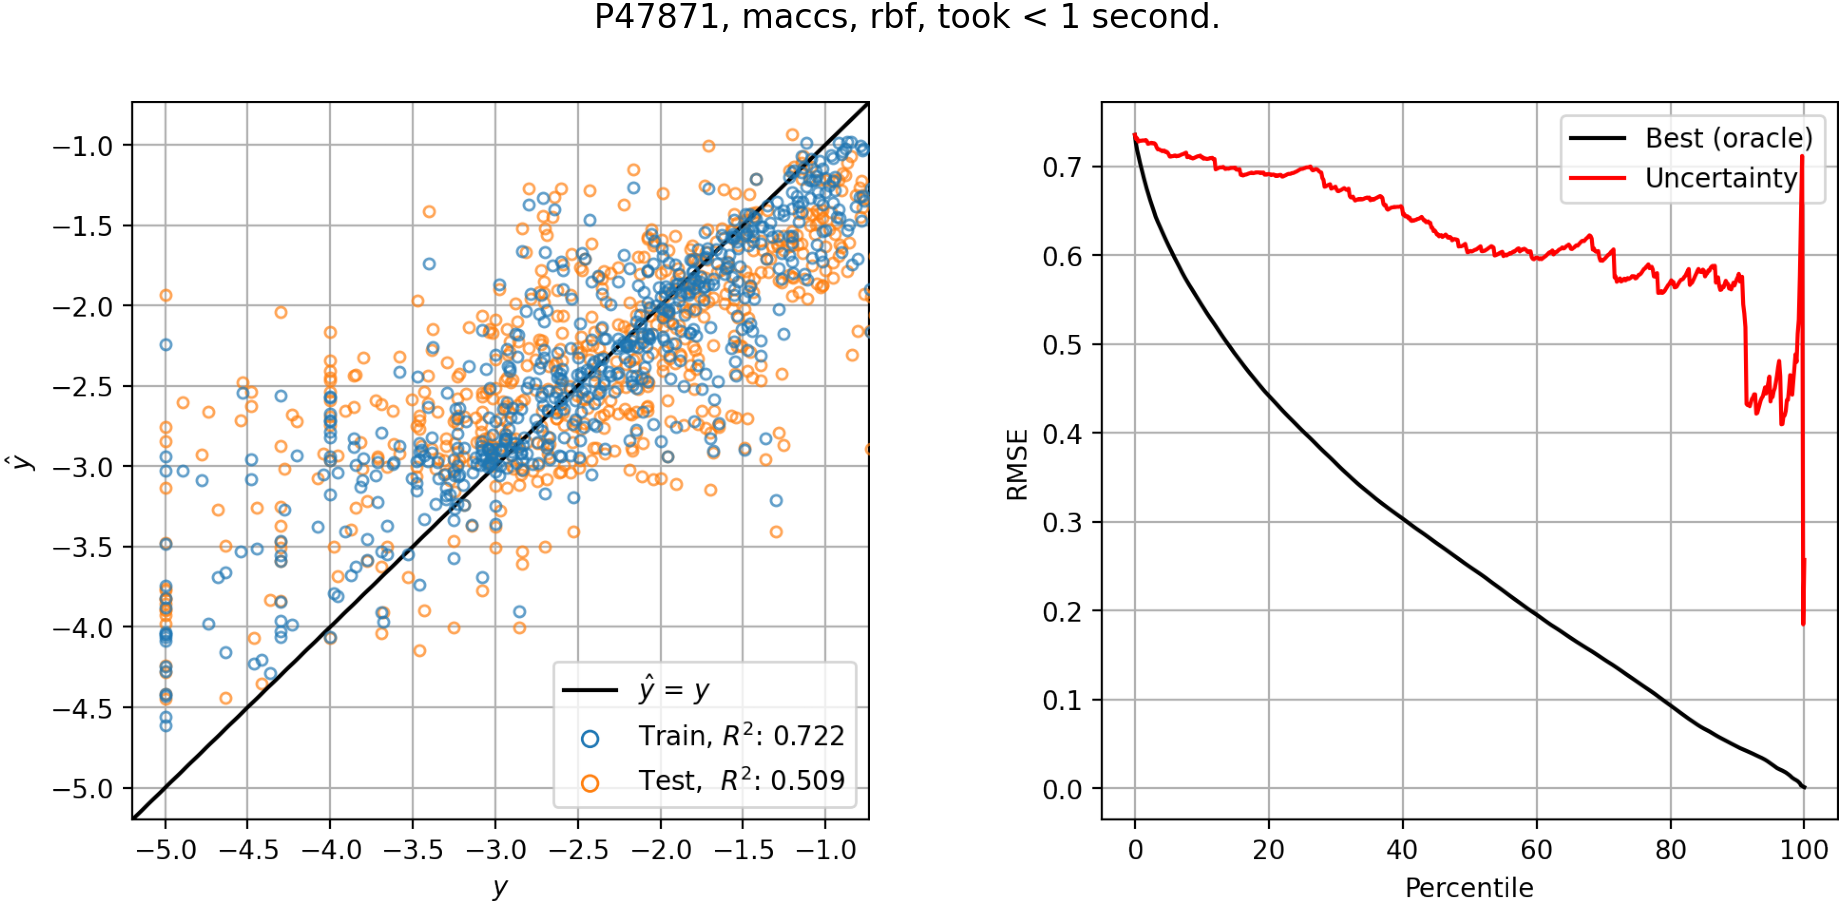 P47871, maccs, rbf, took < 1 second.
−1.0
−1.5
−2.0
−2.5
−3.0
−3.5
−4.0
−4.5
−5.0
ŷ
−5.0 −4.5 −4.0 −3.5 −3.0 −2.5 −2.0 −1.5 −1.0
y
ŷ = y
Train, R²: 0.722
Test, R²: 0.509
0.7
0.6
0.5
0.4
0.3
0.2
0.1
0.0
RMSE
0 20 40 60 80 100
Percentile
Best (oracle)
Uncertainty